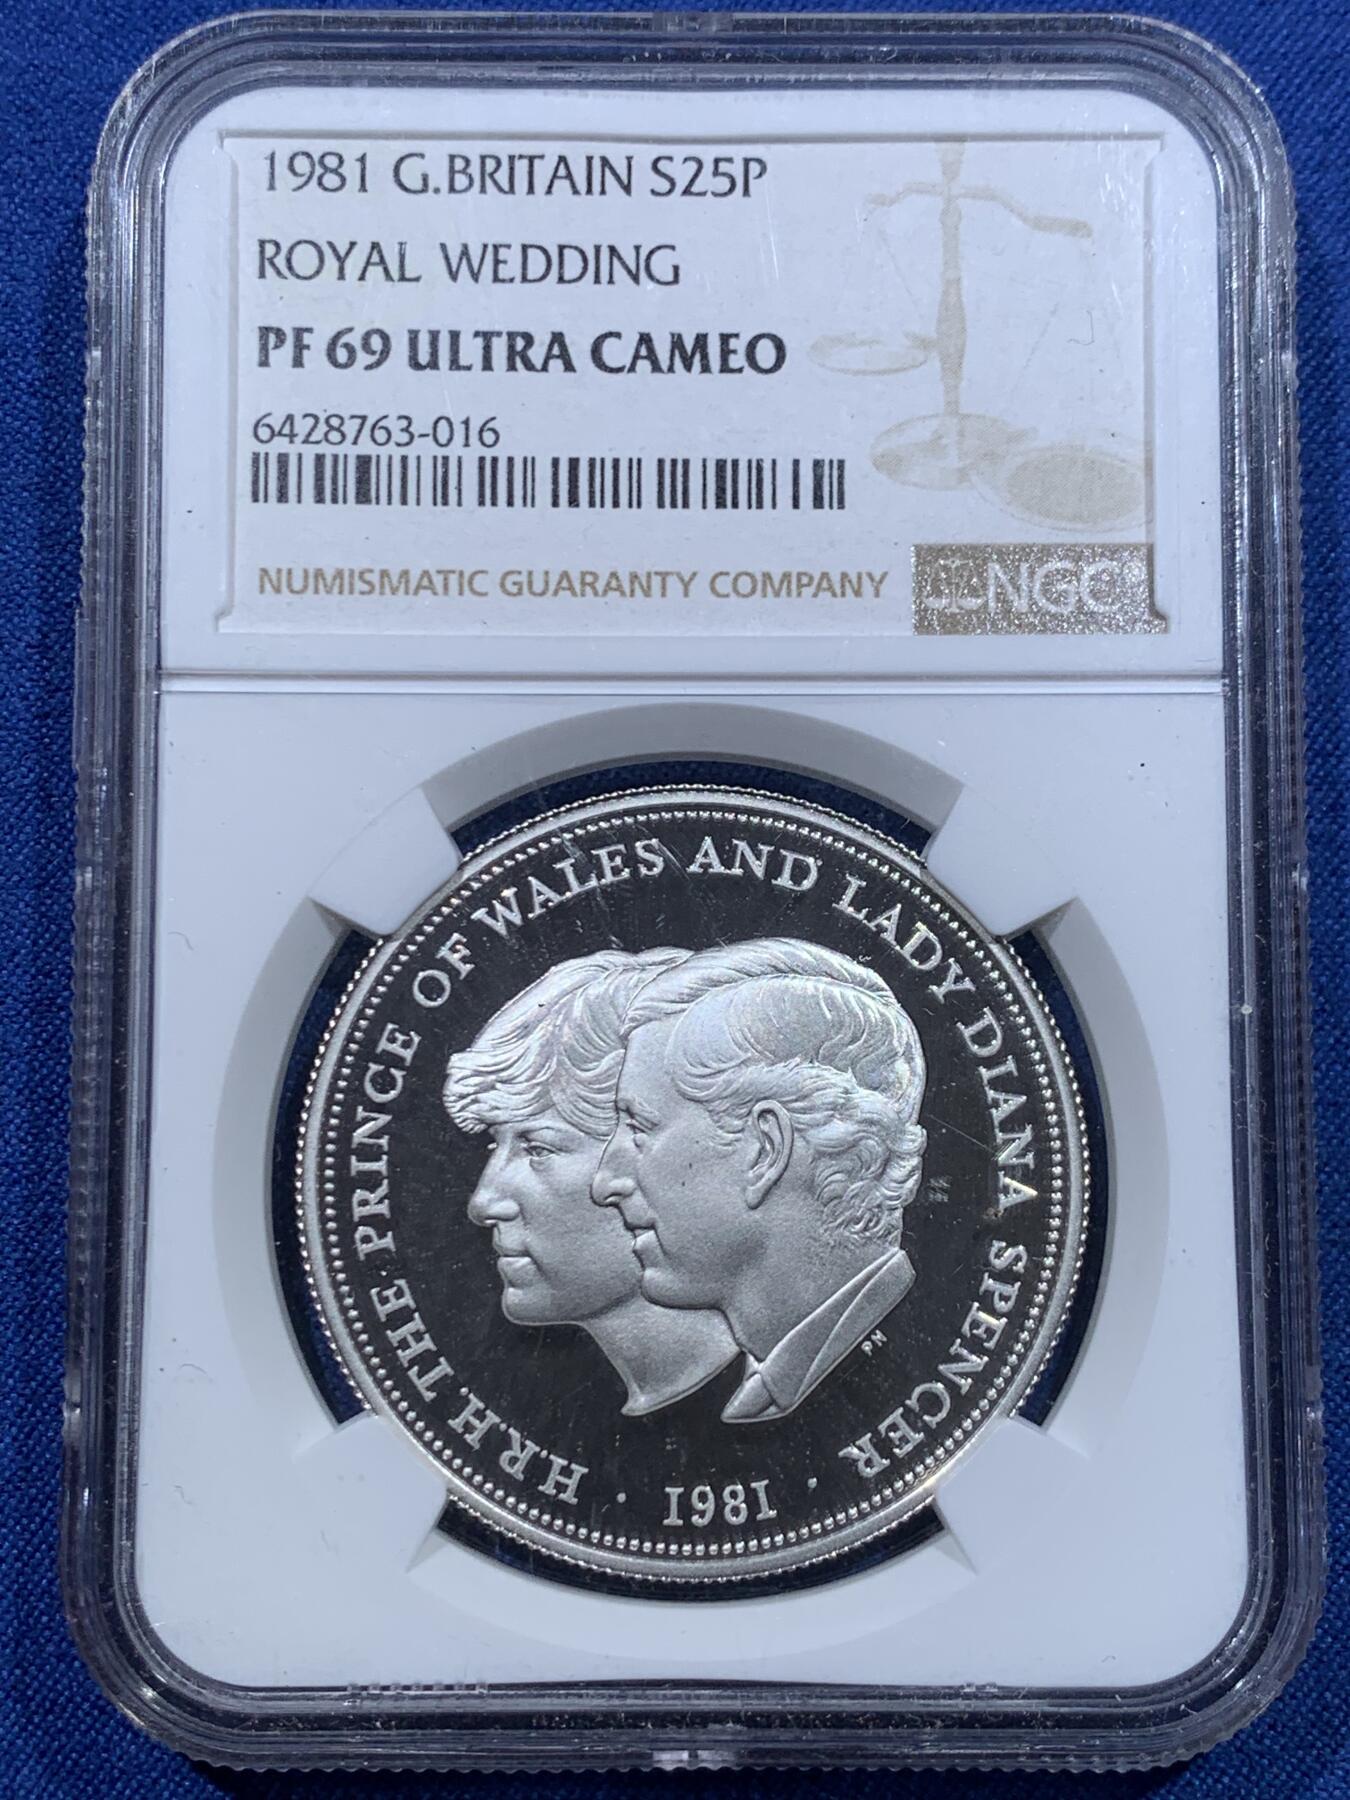 1981 G.BRITAIN S25P
ROYAL WEDDING
PF 69 ULTRA CAMEO
6428763-016
NUMISMATIC GUARANTY COMPANY
NGC
H.R.H. THE PRINCE OF WALES AND LADY DIANA SPENCER
PN
· 1981 ·